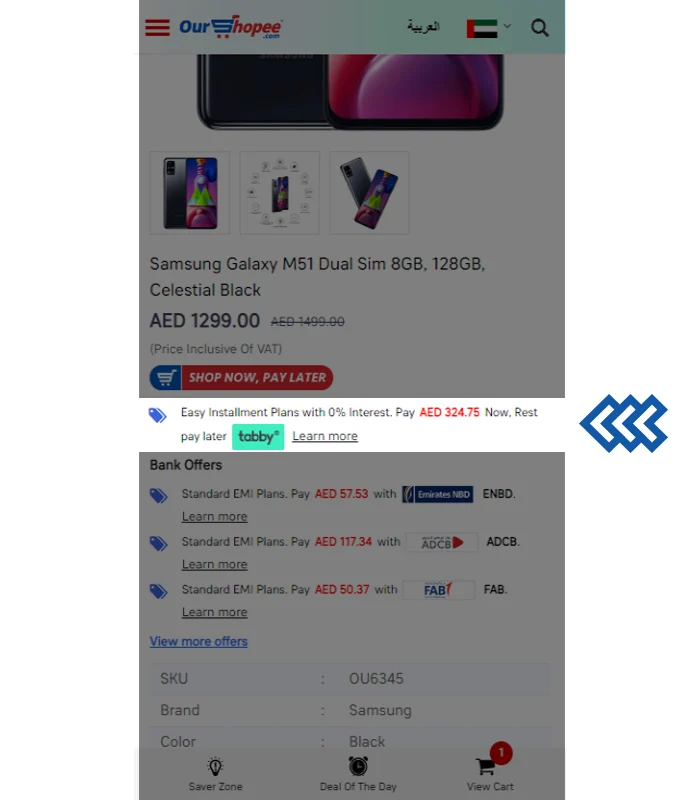 OurShopee
.com
العربية
Samsung Galaxy M51 Dual Sim 8GB, 128GB,
Celestial Black
AED 1299.00 AED 1499.00
(Price Inclusive Of VAT)
SHOP NOW, PAY LATER
Easy Installment Plans with 0% Interest. Pay AED 324.75 Now, Rest
pay later tabby Learn more
Bank Offers
Standard EMI Plans. Pay AED 57.53 with Emirates NBD ENBD.
Learn more
Standard EMI Plans. Pay AED 117.34 with ADCB ADCB.
Learn more
Standard EMI Plans. Pay AED 50.37 with FAB FAB.
Learn more
View more offers
SKU : OU6345
Brand : Samsung
Color : Black
1
Saver Zone Deal Of The Day View Cart